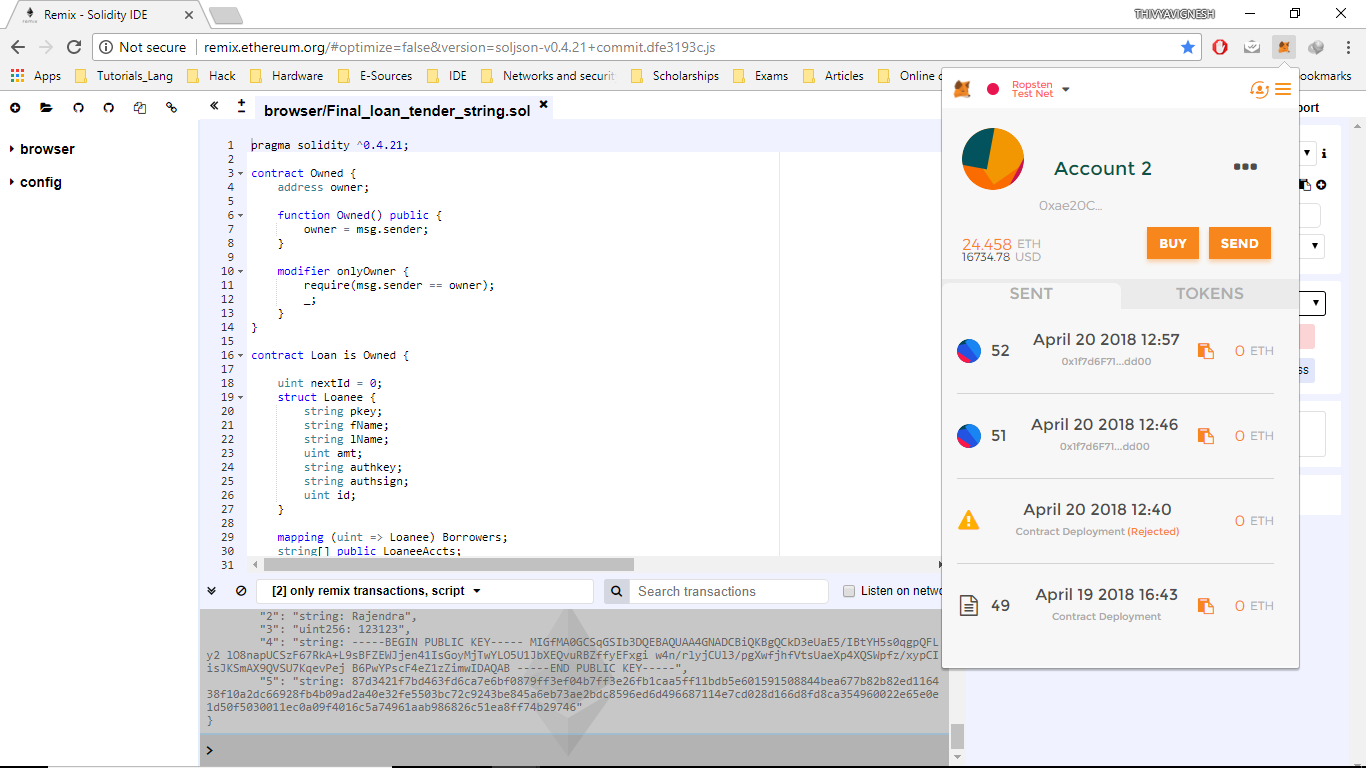 Remix - Solidity IDE
THIVYAVIGNESH
Not secure remix.ethereum.org/#optimize=false&version=soljson-v0.4.21+commit.dfe3193c.js
Apps Tutorials_Lang Hack Hardware E-Sources IDE Networks and securit Scholarships Exams Articles Online ookmarks
browser/Final_loan_tender_string.sol
port
browser
config
1 pragma solidity ^0.4.21;
2
3 contract Owned {
4 address owner;
5
6 function Owned() public {
7 owner = msg.sender;
8 }
9
10 modifier onlyOwner {
11 require(msg.sender == owner);
12 _;
13 }
14 }
15
16 contract Loan is Owned {
17
18 uint nextId = 0;
19 struct Loanee {
20 string pkey;
21 string fName;
22 string lName;
23 uint amt;
24 string authkey;
25 string authsign;
26 uint id;
27 }
28
29 mapping (uint => Loanee) Borrowers;
30 string[] public LoaneeAccts;
31
[2] only remix transactions, script
Search transactions
Listen on netwo
"2": "string: Rajendra",
"3": "uint256: 123123",
"4": "string: -----BEGIN PUBLIC KEY----- MIGfMA0GCSqGSIb3DQEBAQUAA4GNADCBiQKBgQCkD3eUaE5/IBtYH5s0qgpQFL
y2 lO8napUCSzF67RkA+L9sBFZEWJjen41IsGoyMjTwYLO5U1JbXEQvuRBZffyEFxgi w4n/rlyjCUl3/pgXwfjhfVtsUaeXp4XQSWpfz/xypCI
isJKSmAX9QVSU7KqevPej B6PwYPscF4eZ1zZimwIDAQAB -----END PUBLIC KEY-----",
"5": "string: 87d3421f7bd463fd6ca7e6bf0879ff3ef04b7ff3e26fb1caa5ff11bdb5e601591508844bea677b82b82ed1164
38f10a2dc66928fb4b09ad2a40e32fe5503bc72c9243be845a6eb73ae2bdc8596ed6d496687114e7cd028d166d8fd8ca354960022e65e0e
1d50f5030011ec0a09f4016c5a74961aab986826c51ea8ff74b29746"
}
>
Ropsten
Test Net
Account 2
0xae20C...
24.458 ETH
16734.78 USD
BUY
SEND
SENT
TOKENS
52 April 20 2018 12:57 0 ETH
0x1f7d6F71...dd00
51 April 20 2018 12:46 0 ETH
0x1f7d6F71...dd00
April 20 2018 12:40 0 ETH
Contract Deployment (Rejected)
49 April 19 2018 16:43 0 ETH
Contract Deployment
ss